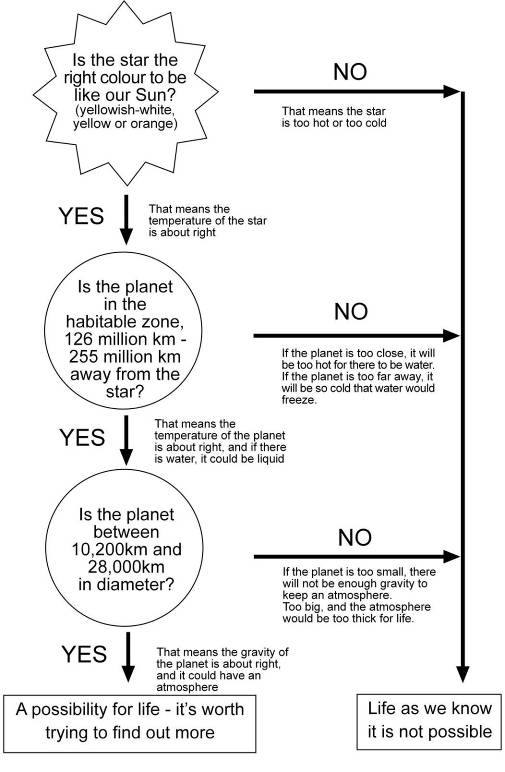 Is the star the
right colour to be
like our Sun?
(yellowish-white,
yellow or orange)
NO
That means the star
is too hot or too cold
YES
That means the
temperature of the star
is about right
Is the planet
in the
habitable zone,
126 million km -
255 million km
away from the
star?
NO
If the planet is too close, it will
be too hot for there to be water.
If the planet is too far away, it
will be so cold that water would
freeze.
YES
That means the
temperature of the planet
is about right, and if there
is water, it could be liquid
Is the planet
between
10,200km and
28,000km
in diameter?
NO
If the planet is too small, there
will not be enough gravity to
keep an atmosphere.
Too big, and the atmosphere
would be too thick for life.
YES
That means the gravity of
the planet is about right,
and it could have an
atmosphere
A possibility for life - it's worth
trying to find out more
Life as we know
it is not possible